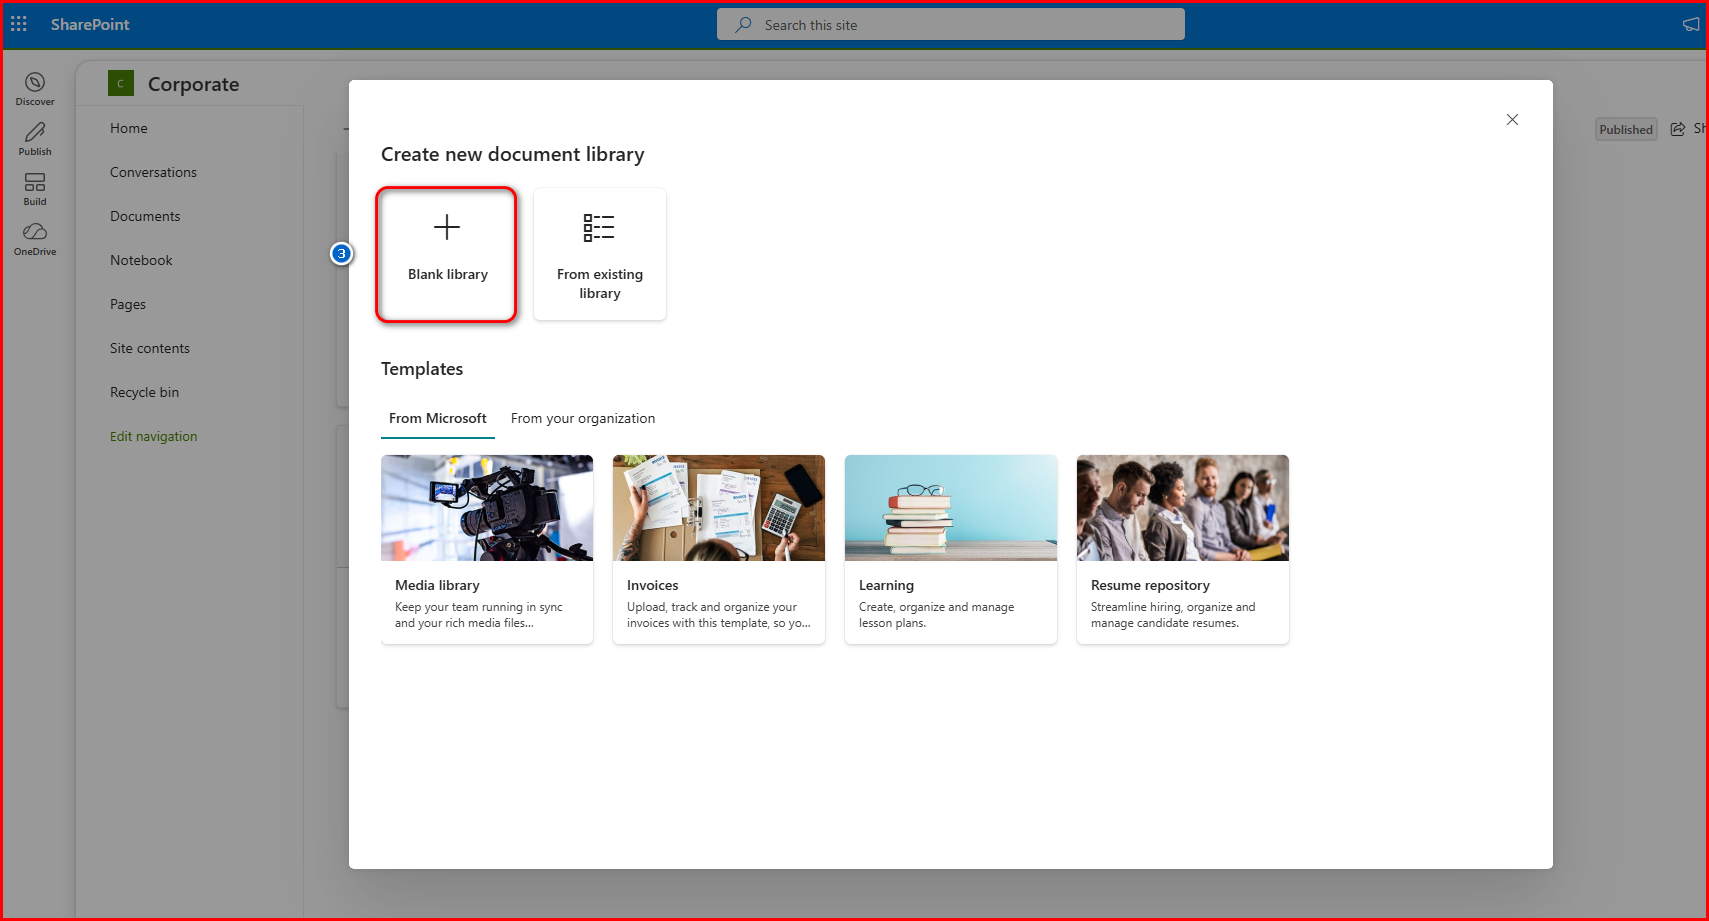 SharePoint
Search this site
Discover
Publish
Build
OneDrive
C
Corporate
Home
Conversations
Documents
Notebook
Pages
Site contents
Recycle bin
Edit navigation
Published
Sh
Create new document library
3
Blank library
From existing
library
Templates
From Microsoft
From your organization
Media library
Keep your team running in sync
and your rich media files...
Invoices
Upload, track and organize your
invoices with this template, so yo...
Learning
Create, organize and manage
lesson plans.
Resume repository
Streamline hiring, organize and
manage candidate resumes.
INVOICE
INVOICE
INVOICE